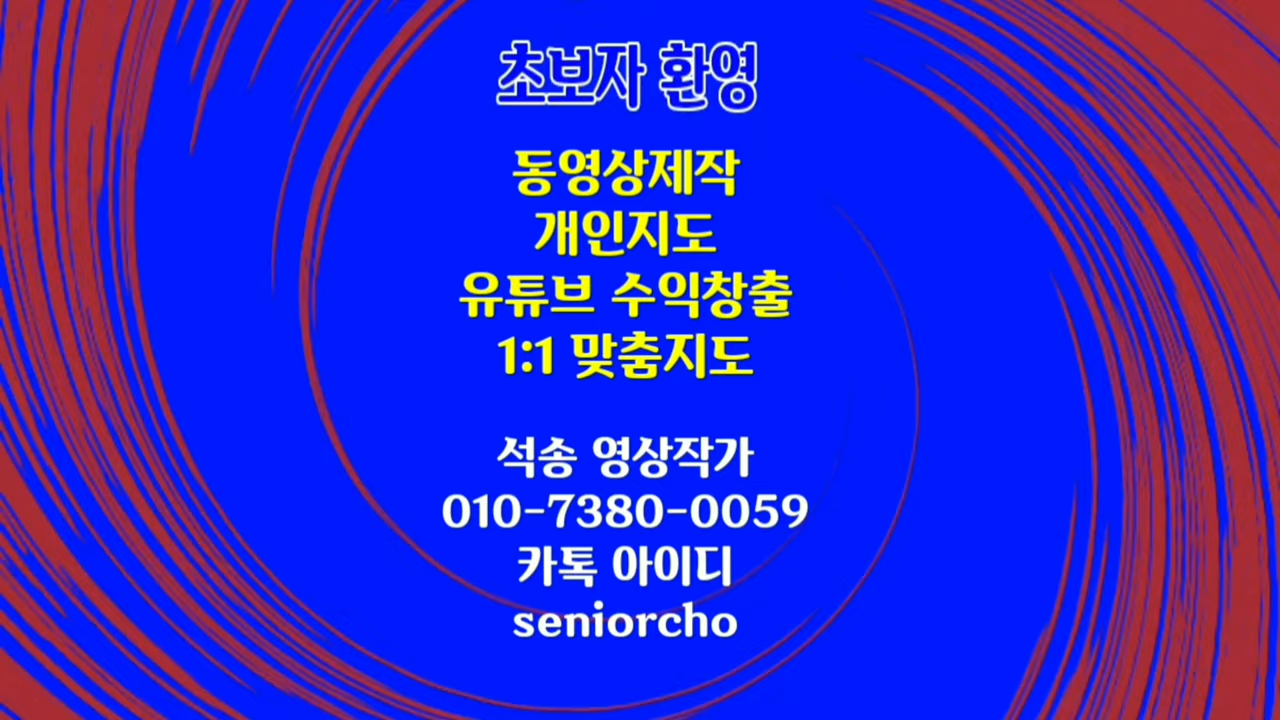 초보자 환영
동영상제작
개인지도
유튜브 수익창출
1:1 맞춤지도
석송 영상작가
010-7380-0059
카톡 아이디
seniorcho